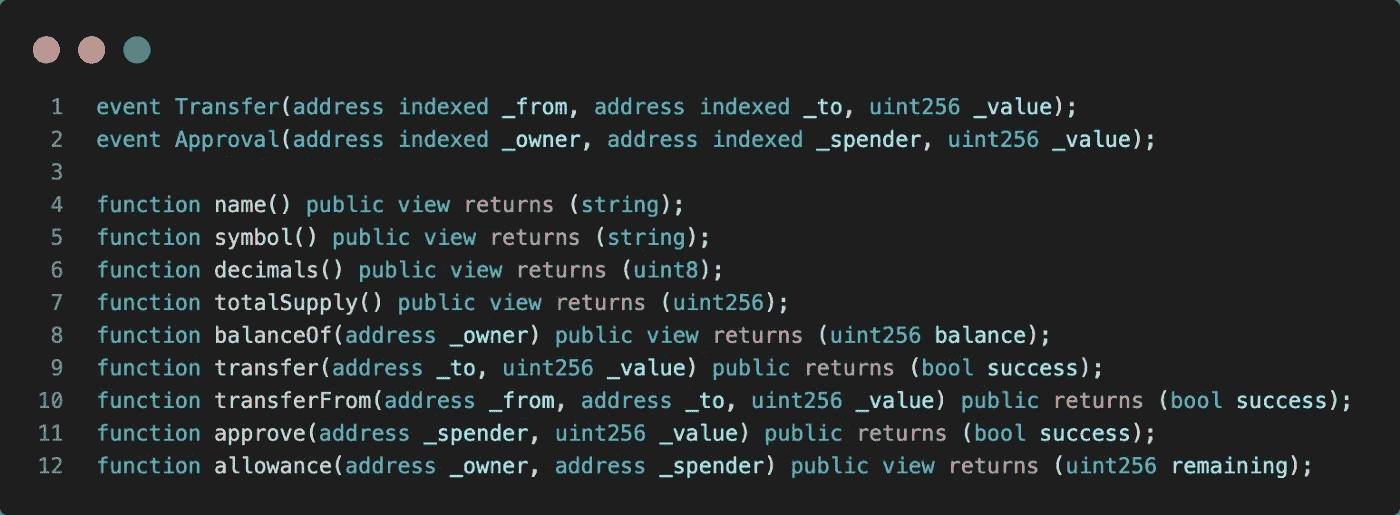 1 event Transfer(address indexed _from, address indexed _to, uint256 _value);
2 event Approval(address indexed _owner, address indexed _spender, uint256 _value);
3
4 function name() public view returns (string);
5 function symbol() public view returns (string);
6 function decimals() public view returns (uint8);
7 function totalSupply() public view returns (uint256);
8 function balanceOf(address _owner) public view returns (uint256 balance);
9 function transfer(address _to, uint256 _value) public returns (bool success);
10 function transferFrom(address _from, address _to, uint256 _value) public returns (bool success);
11 function approve(address _spender, uint256 _value) public returns (bool success);
12 function allowance(address _owner, address _spender) public view returns (uint256 remaining);